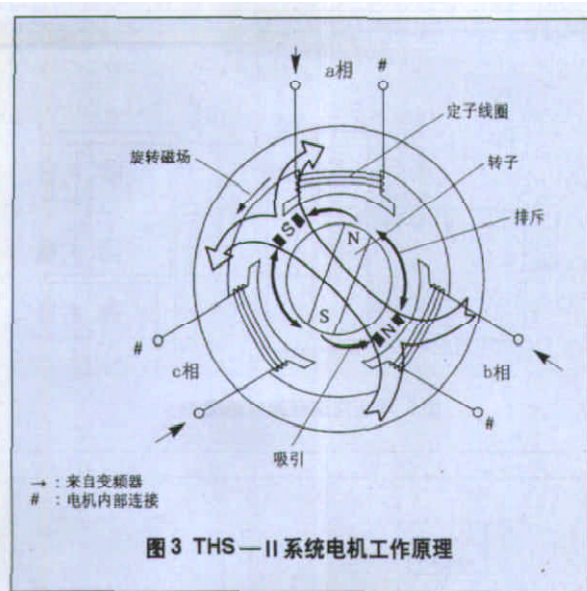 a相
#
定子线圈
旋转磁场
转子
排斥
N
S
S
N
#
c相
b相
#
吸引
→ : 来自变频器
# : 电机内部连接
图3 THS—II系统电机工作原理